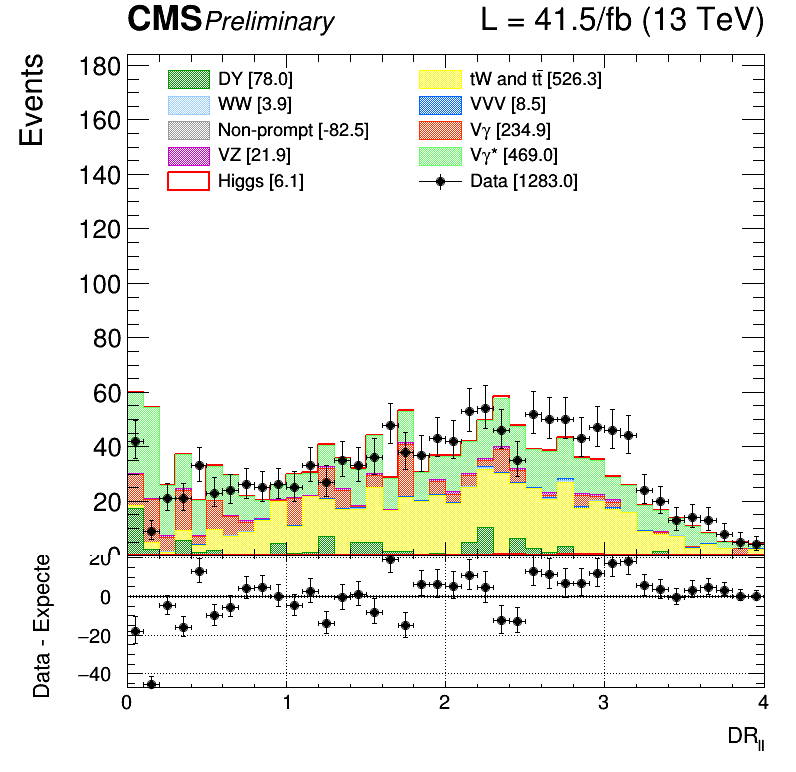 CMS Preliminary L = 41.5/fb (13 TeV)
Events
180
160
140
120
100
80
60
40
20
0
DY [78.0] tW and tt̄ [526.3]
WW [3.9] VVV [8.5]
Non-prompt [-82.5] Vγ [234.9]
VZ [21.9] Vγ* [469.0]
Higgs [6.1] Data [1283.0]
Data - Expecte
20
0
−20
−40
0 1 2 3 4
DR_ll